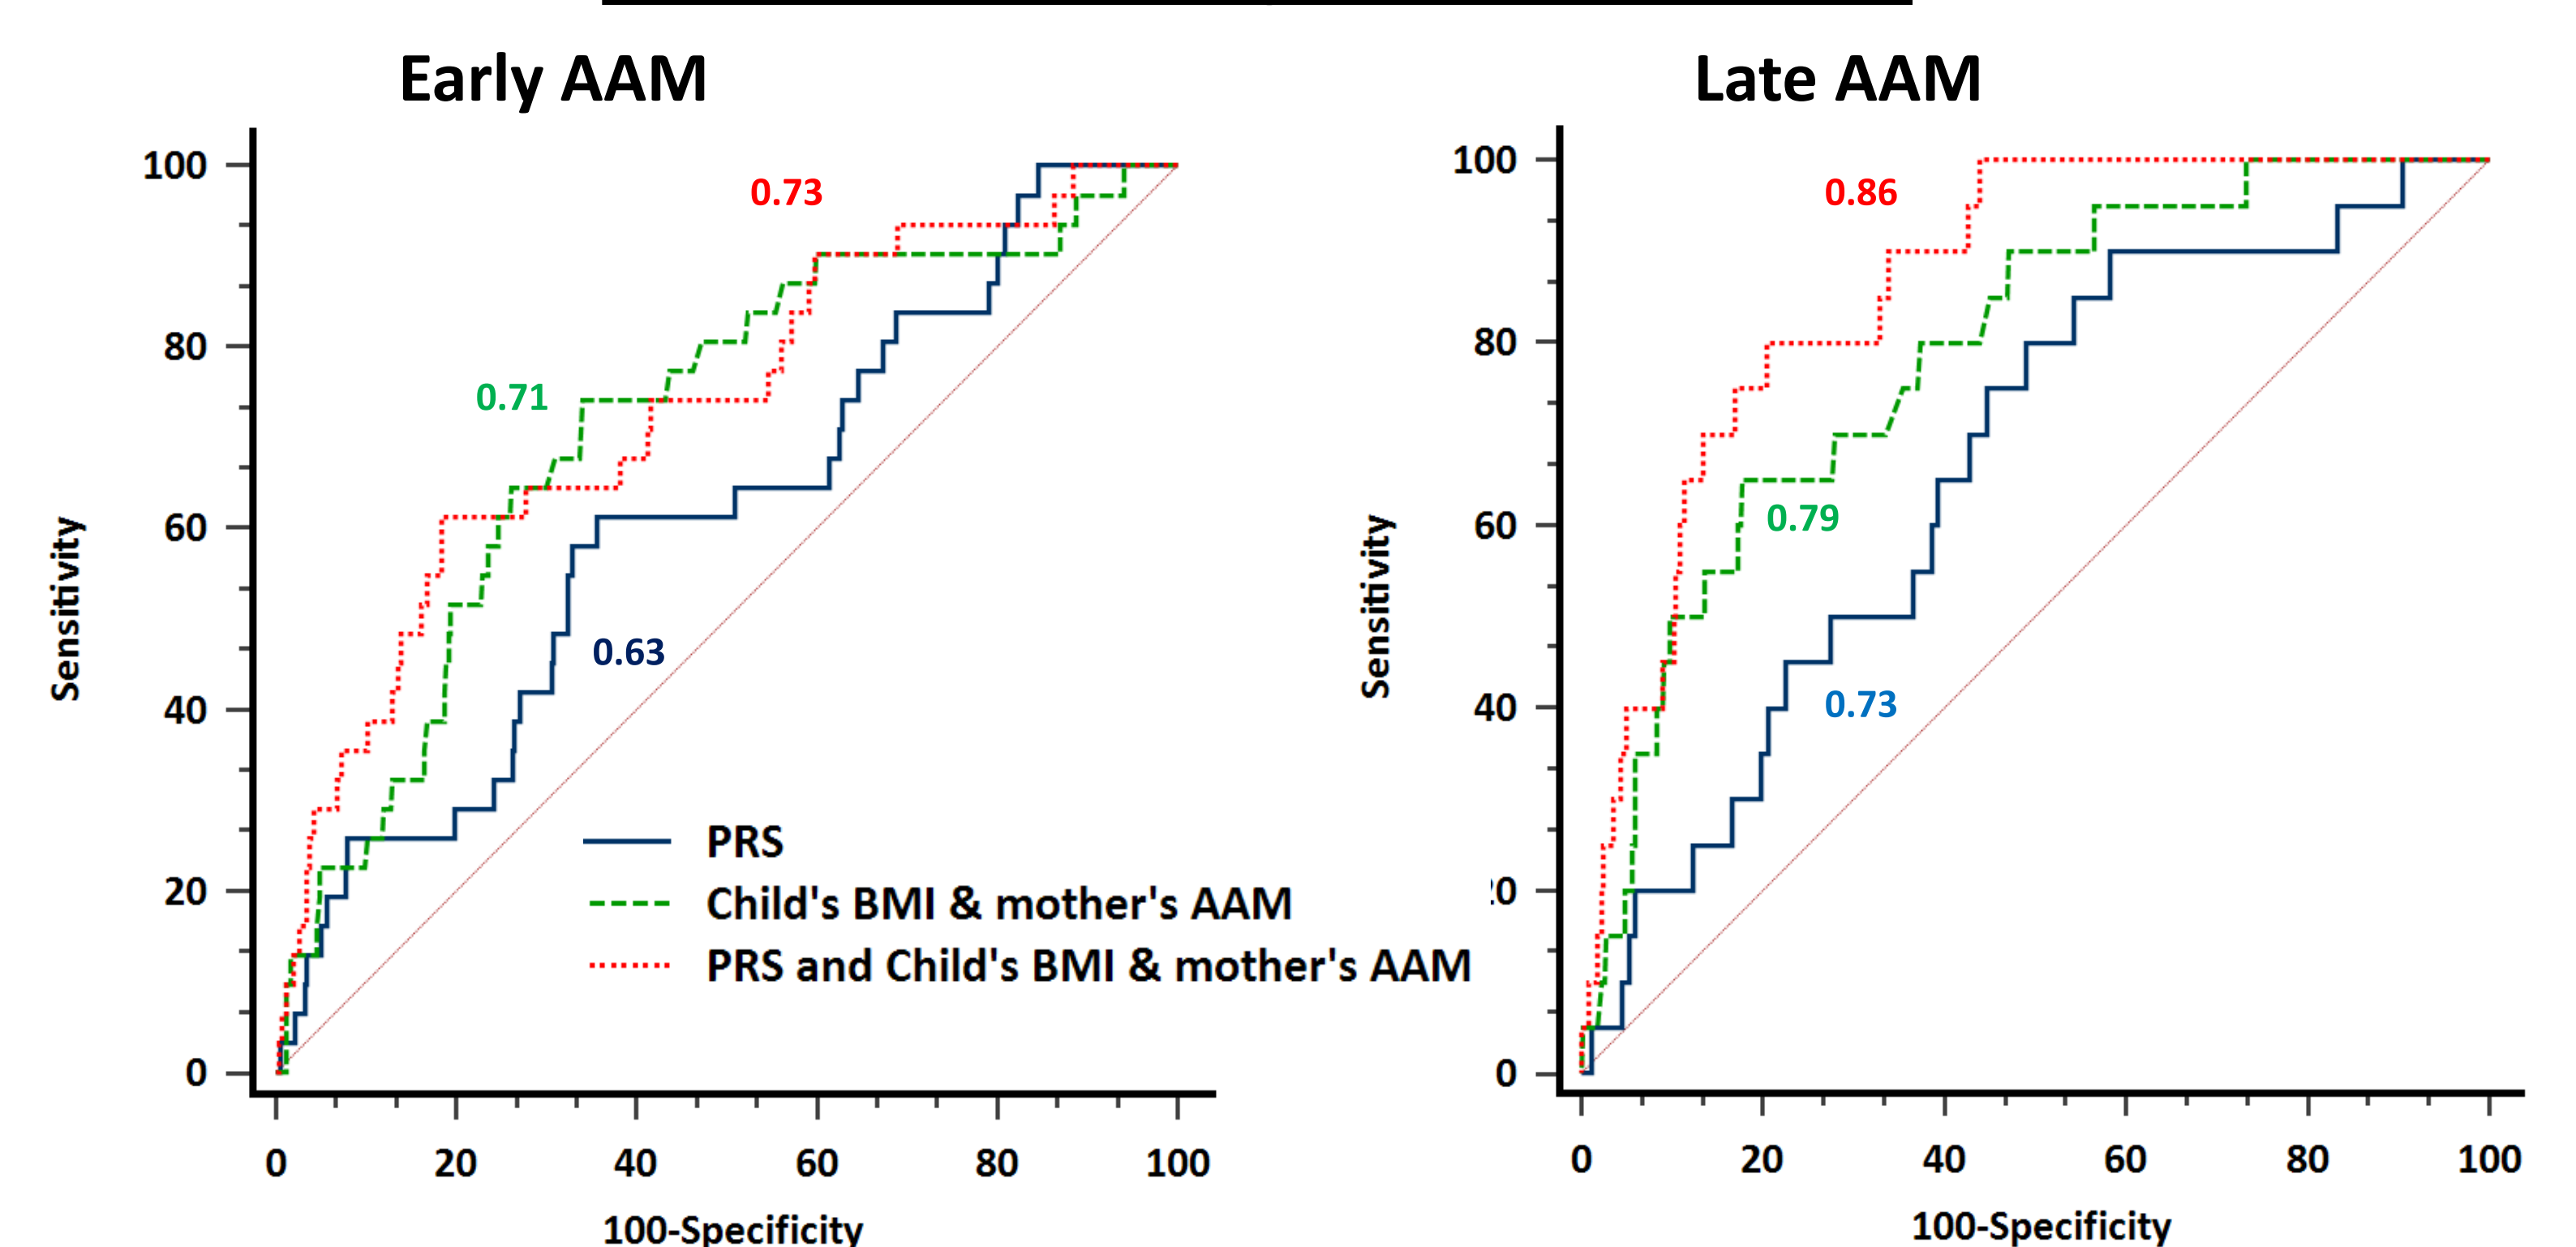 Early AAM
100
80
60
40
20
0
Sensitivity
0.73
0.71
0.63
PRS
Child's BMI & mother's AAM
PRS and Child's BMI & mother's AAM
0 20 40 60 80 100
100-Specificity
Late AAM
100
80
60
40
20
0
Sensitivity
0.86
0.79
0.73
0 20 40 60 80 100
100-Specificity